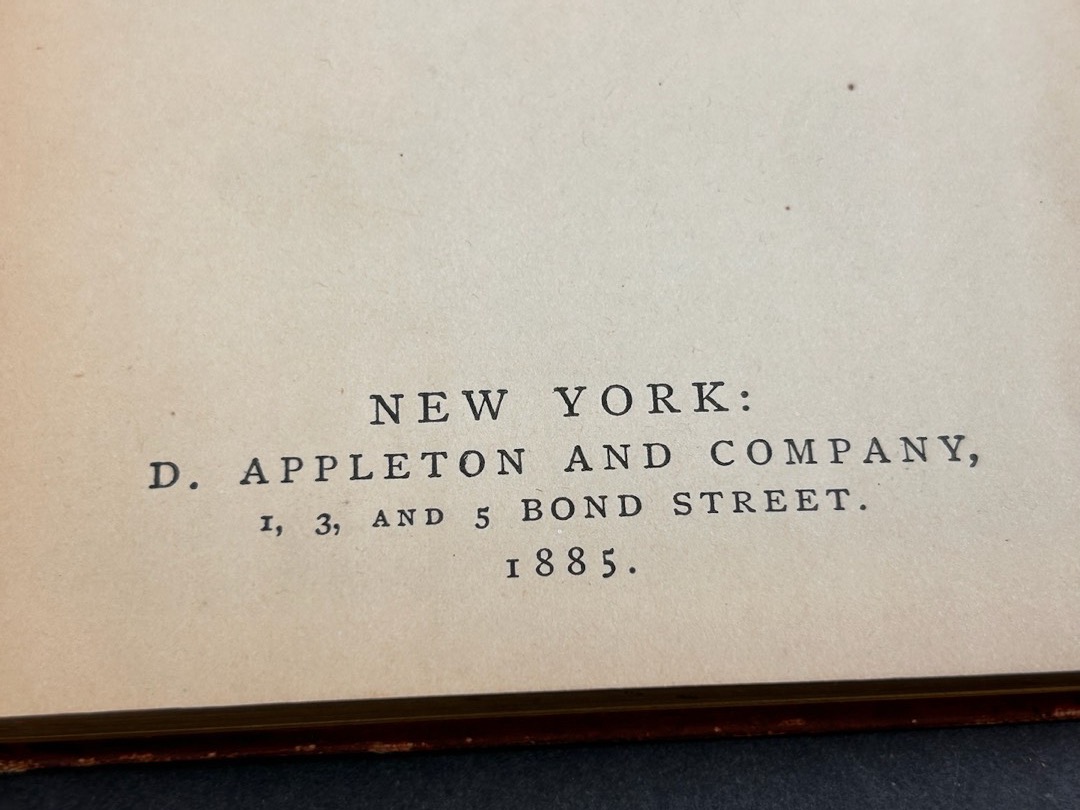 NEW YORK:
D. APPLETON AND COMPANY,
1, 3, AND 5 BOND STREET.
1885.